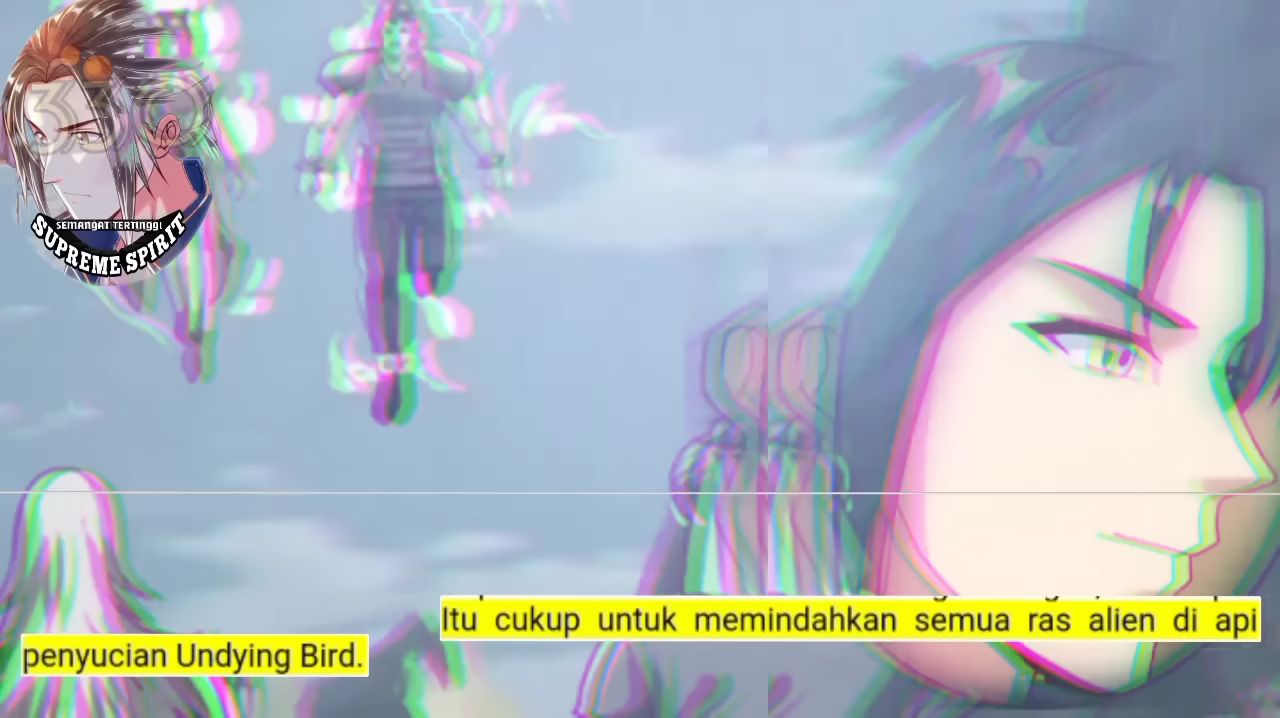 SEMANGAT TERTINGGI
SUPREME SPIRIT
Itu cukup untuk memindahkan semua ras alien di api
penyucian Undying Bird.